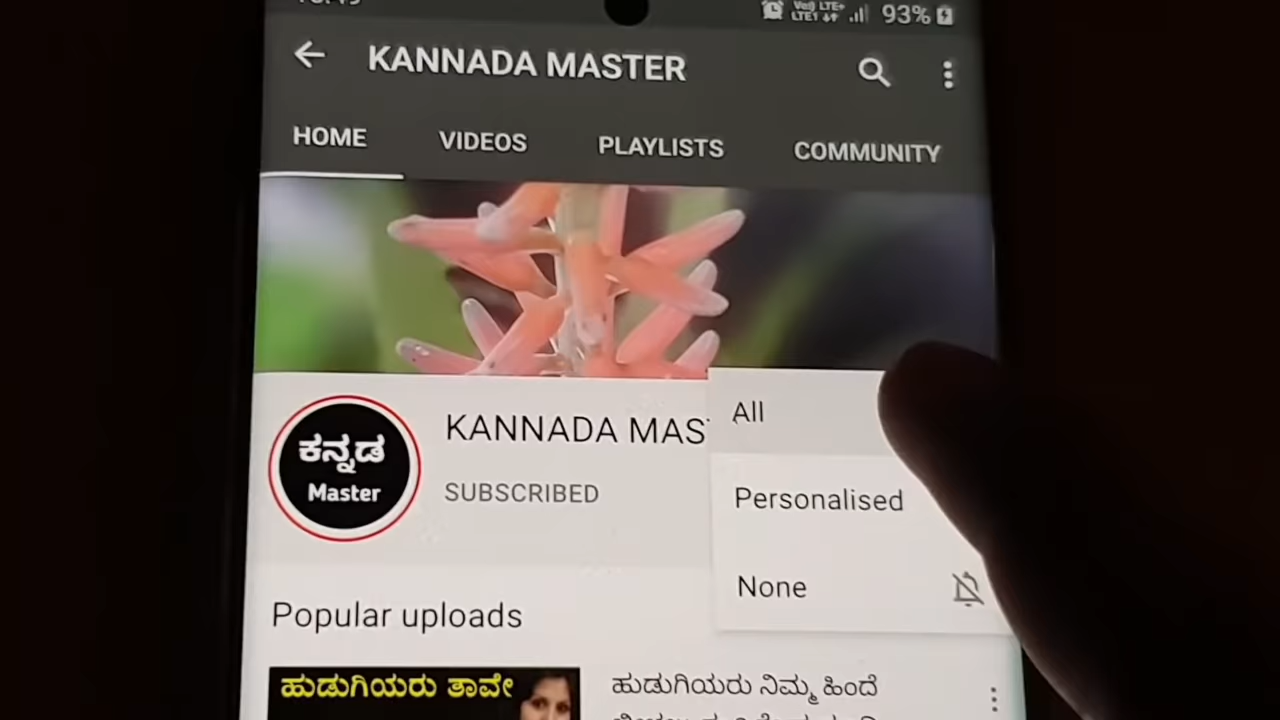 93%
KANNADA MASTER
HOME VIDEOS PLAYLISTS COMMUNITY
ಕನ್ನಡ
Master
KANNADA MAS
SUBSCRIBED
All
Personalised
None
Popular uploads
ಹುಡುಗಿಯರು ತಾವೇ
ಹುಡುಗಿಯರು ನಿಮ್ಮ ಹಿಂದೆ